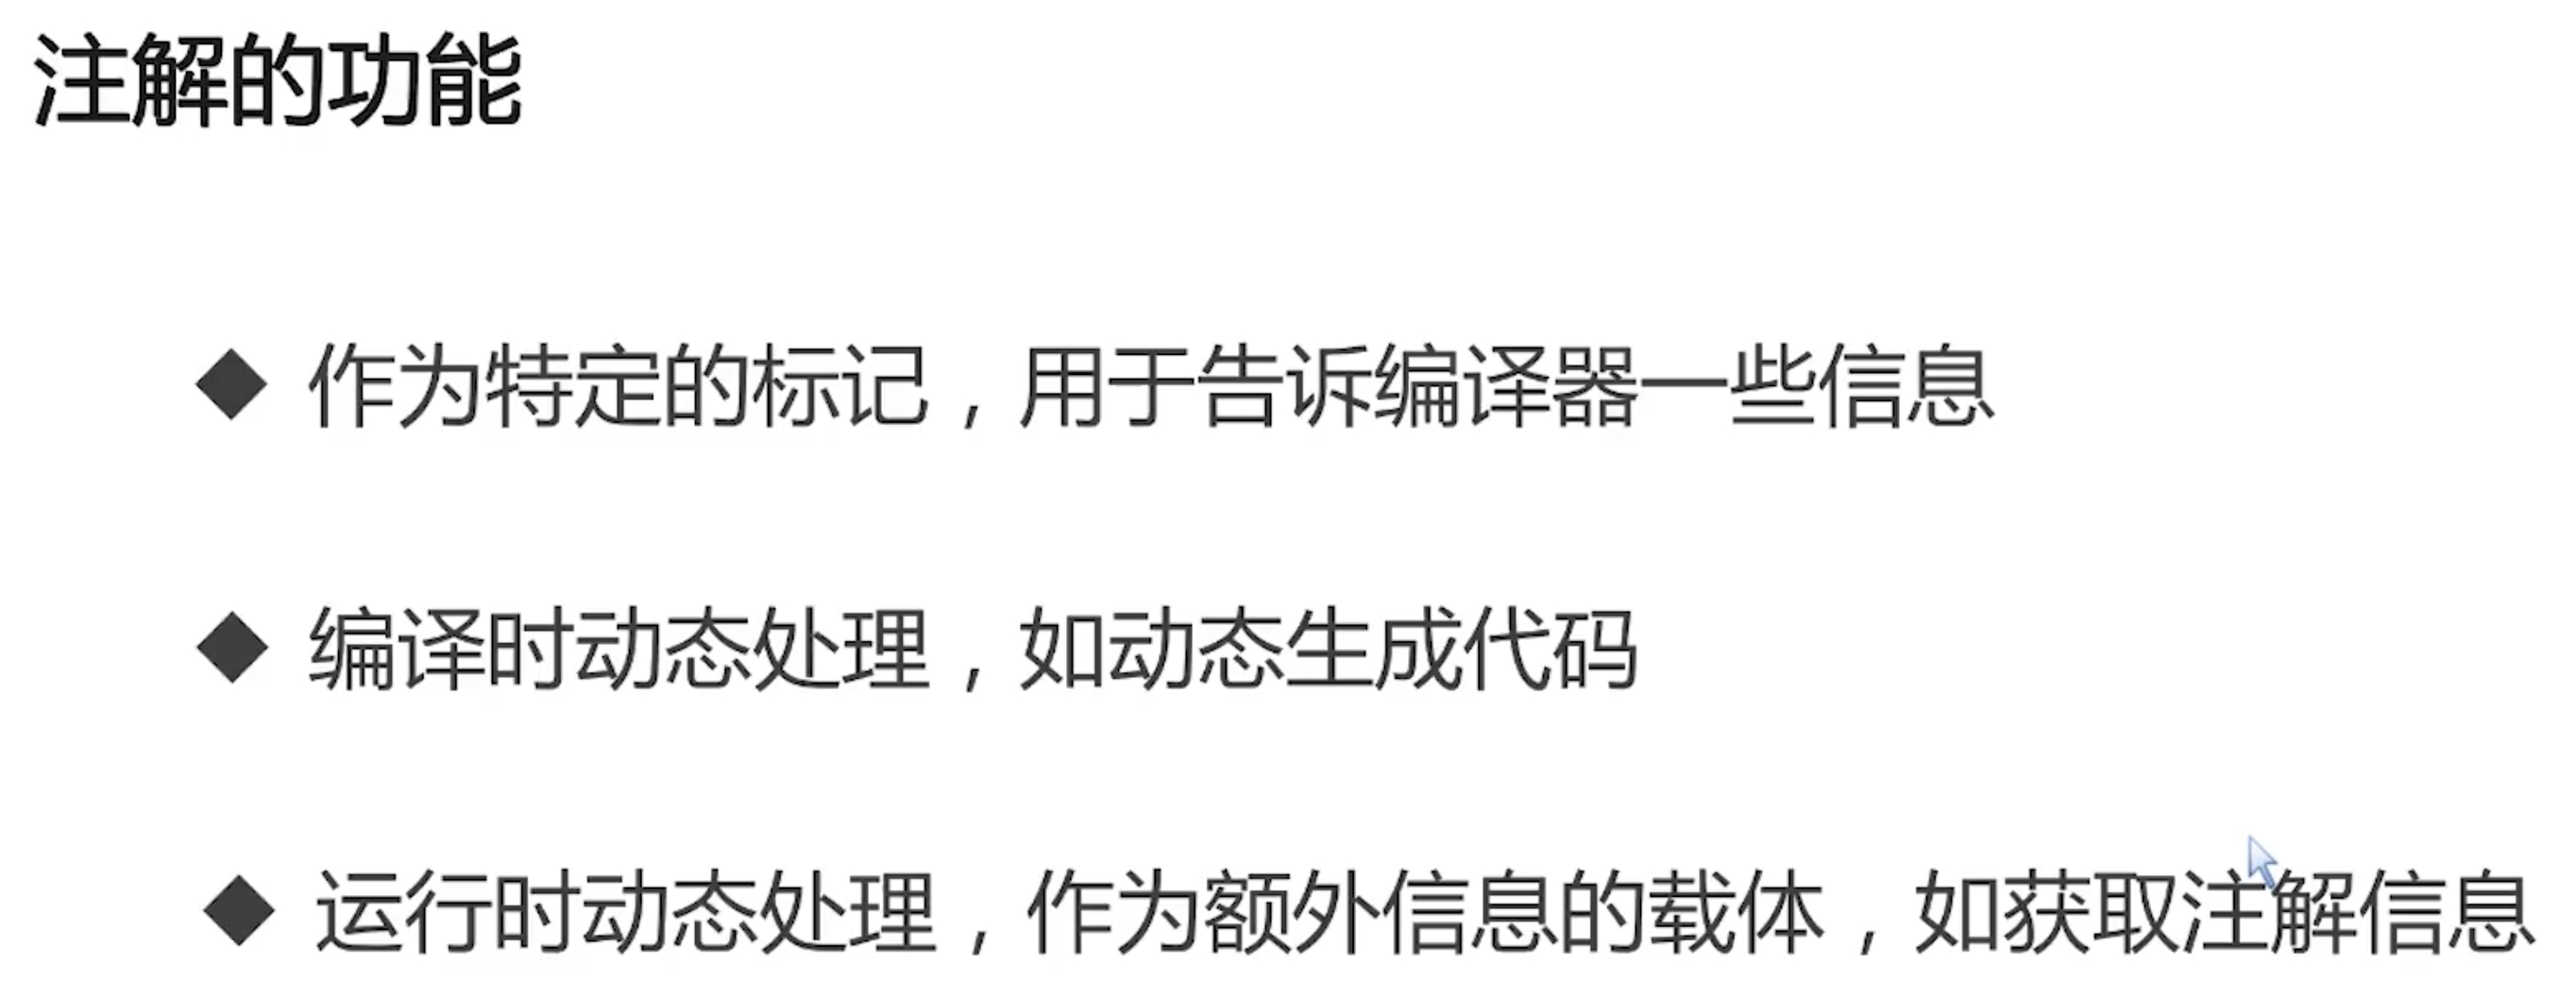 注解的功能
◆ 作为特定的标记，用于告诉编译器一些信息
◆ 编译时动态处理，如动态生成代码
◆ 运行时动态处理，作为额外信息的载体，如获取注解信息